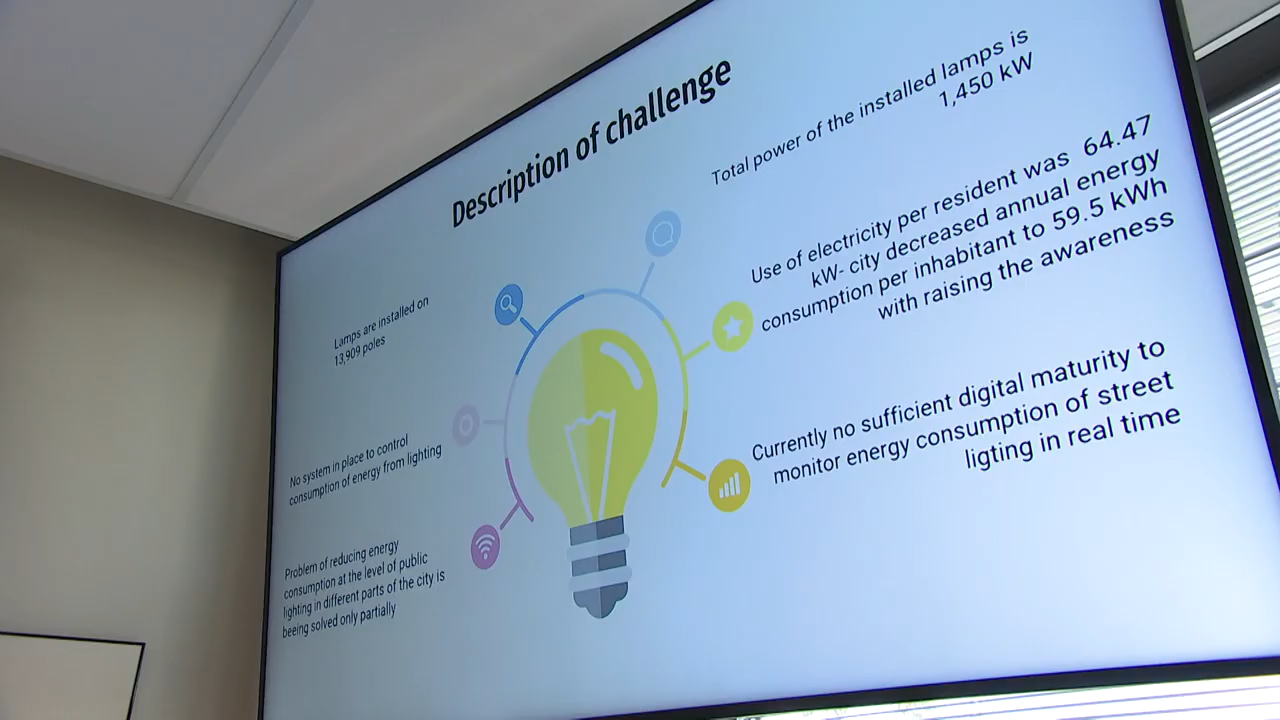 Description of challenge
Lamps are installed on
13,909 poles
No system in place to control
consumption of energy from lighting
Problem of reducing energy
consumption at the level of public
lighting in different parts of the city is
beeing solved only partially
Total power of the installed lamps is
1,450 kW
Use of electricity per resident was 64.47
kW- city decreased annual energy
consumption per inhabitant to 59.5 kWh
with raising the awareness
Currently no sufficient digital maturity to
monitor energy consumption of street
ligting in real time